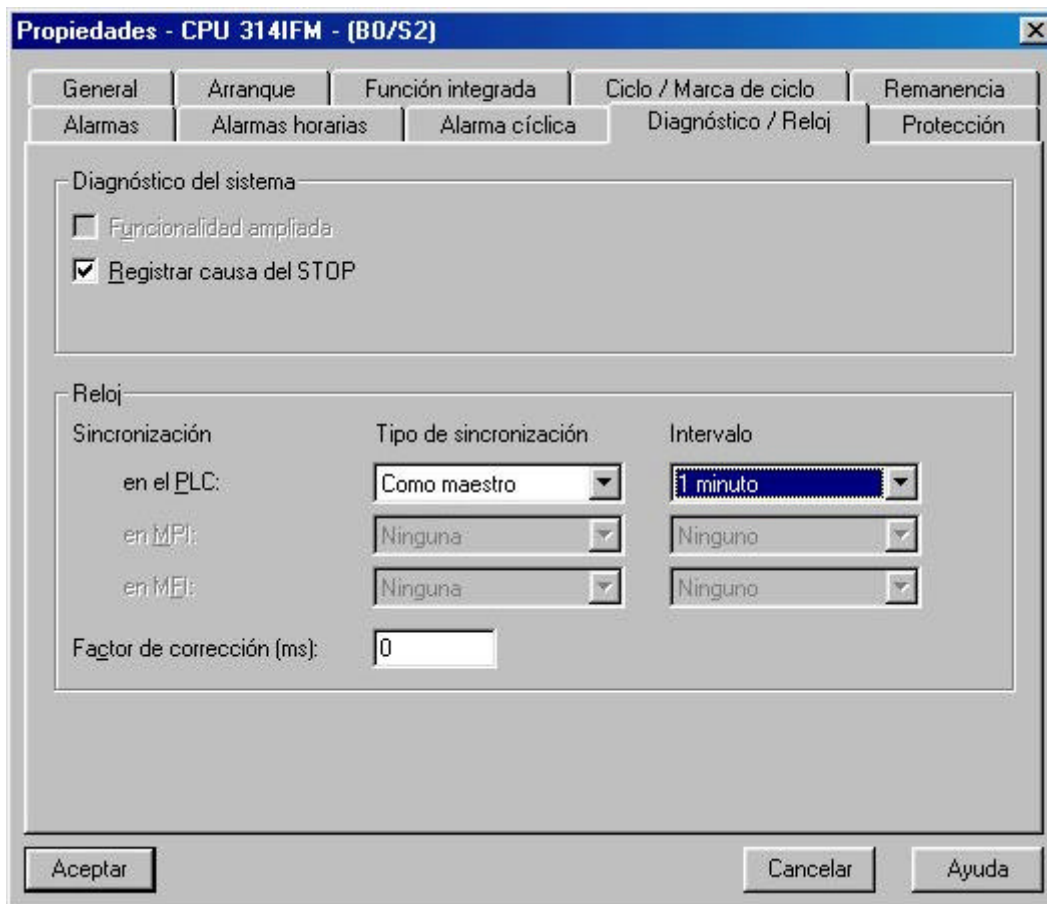 Propiedades - CPU 314IFM - (B0/S2)
General Arranque Función integrada Ciclo / Marca de ciclo Remanencia
Alarmas Alarmas horarias Alarma cíclica Diagnóstico / Reloj Protección
Diagnóstico del sistema
Funcionalidad ampliada
Registrar causa del STOP
Reloj
Sincronización Tipo de sincronización Intervalo
en el PLC: Como maestro 1 minuto
en MPI: Ninguna Ninguno
en MFI: Ninguna Ninguno
Factor de corrección (ms): 0
Aceptar Cancelar Ayuda